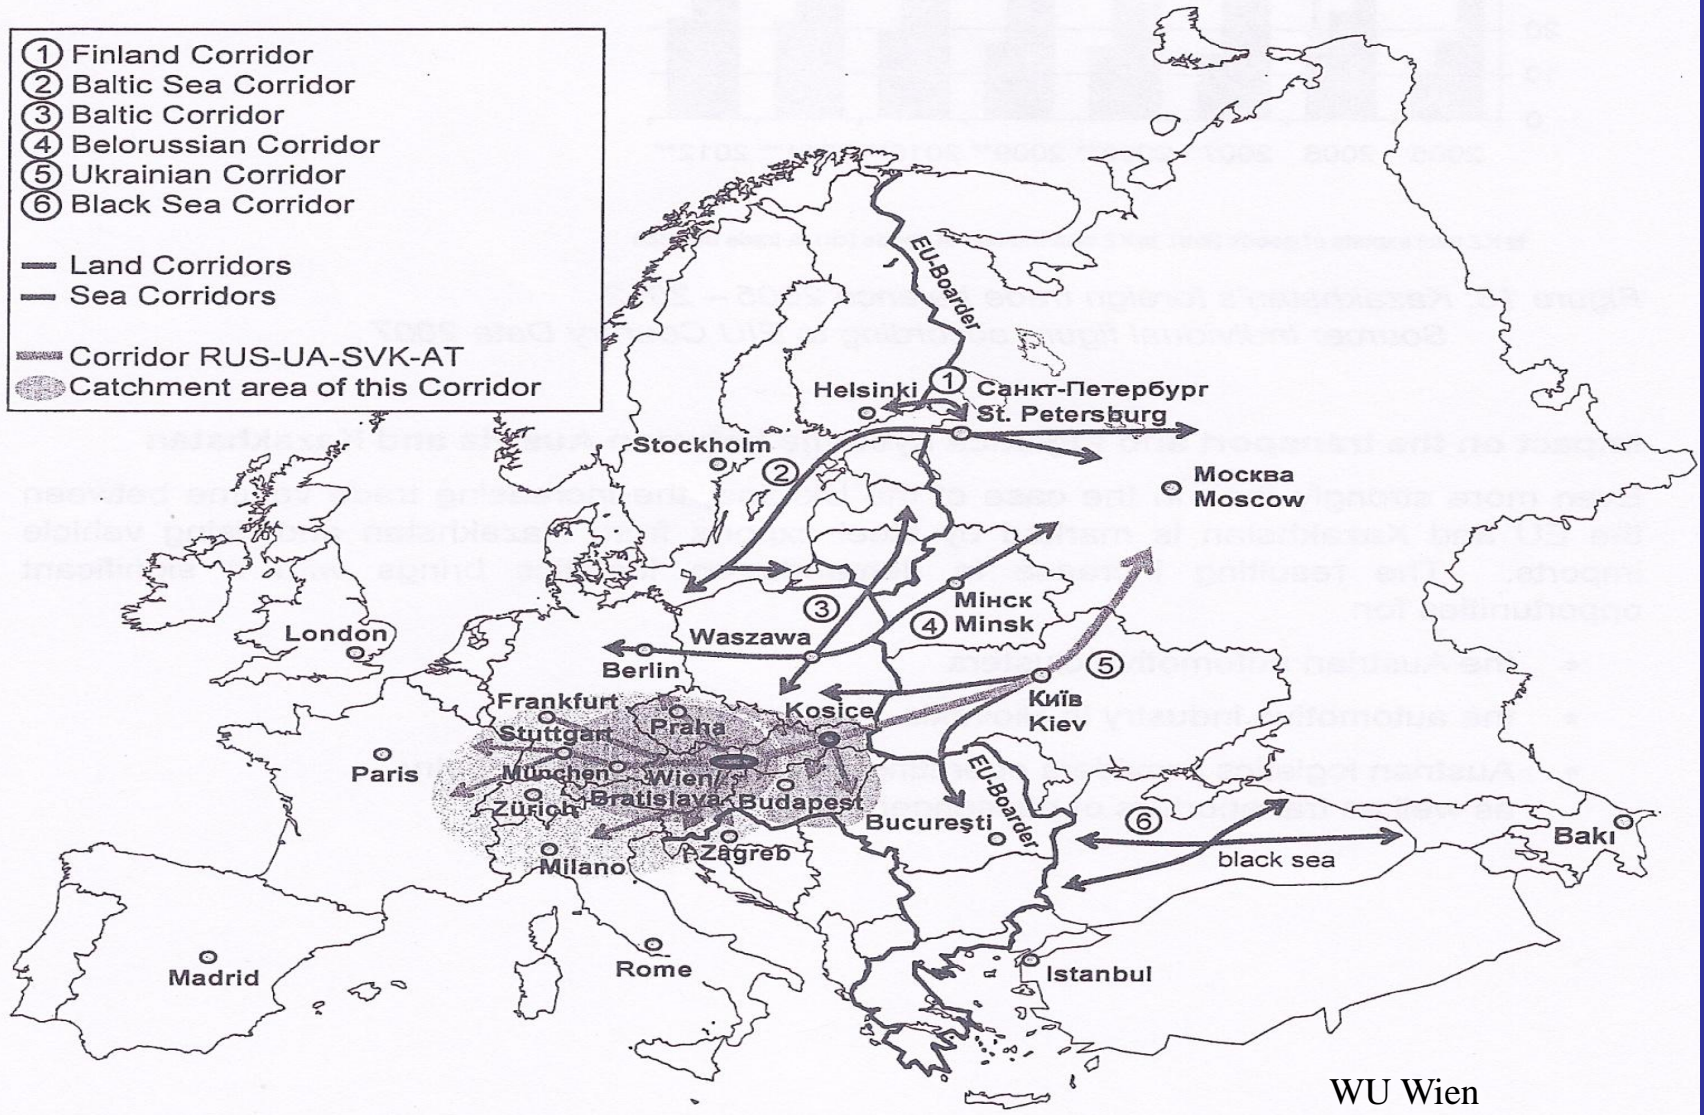 ① Finland Corridor
② Baltic Sea Corridor
③ Baltic Corridor
④ Belorussian Corridor
⑤ Ukrainian Corridor
⑥ Black Sea Corridor
Land Corridors
Sea Corridors
Corridor RUS-UA-SVK-AT
Catchment area of this Corridor
EU-Boarder
①
Helsinki
Санкт-Петербург
St. Petersburg
Stockholm
②
Москва
Moscow
③
Мінск
④ Minsk
London
Waszawa
Berlin
⑤
Київ
Kiev
Frankfurt
Praha
Kosice
Stuttgart
Paris
München
Wien/
Bratislava
Budapest
Zürich
EU-Boarder
București
⑥
Baki
Milano
Zagreb
black sea
Madrid
Rome
Istanbul
WU Wien